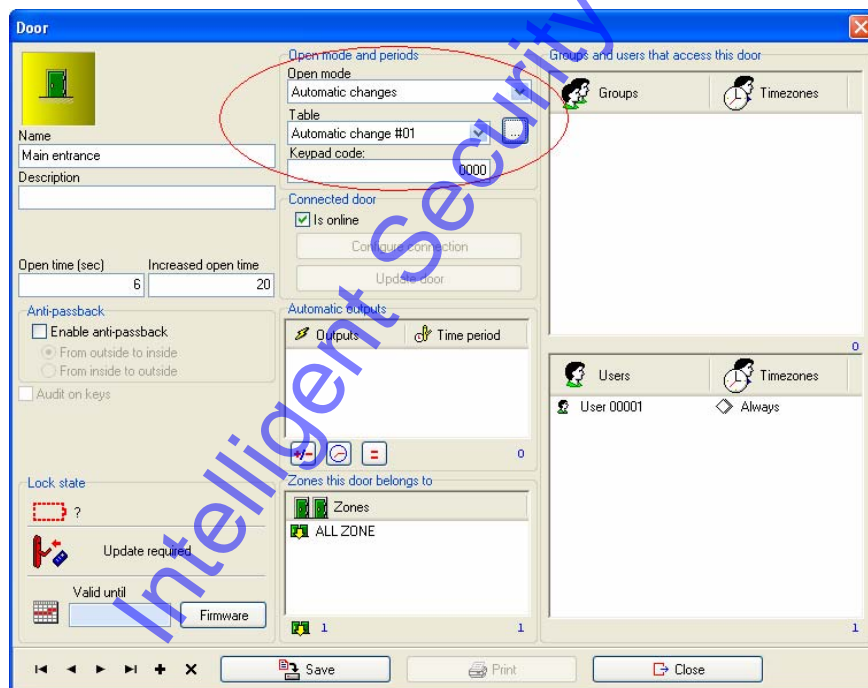 Door
Name
Main entrance
Description
Open time (sec)
Increased open time
6
20
Anti-passback
Enable anti-passback
From outside to inside
From inside to outside
Audit on keys
Lock state
?
Update required
Valid until
Firmware
Open mode and periods
Open mode
Automatic changes
Table
Automatic change #01
...
Keypad code:
0000
Connected door
Is online
Configure connection
Update door
Automatic outputs
Outputs
Time period
+/-
=
0
Zones this door belongs to
Zones
ALL ZONE
1
1
Groups and users that access this door
Groups
Timezones
0
Users
Timezones
User 00001
Always
1
Save
Print
Close
Intelligent Security